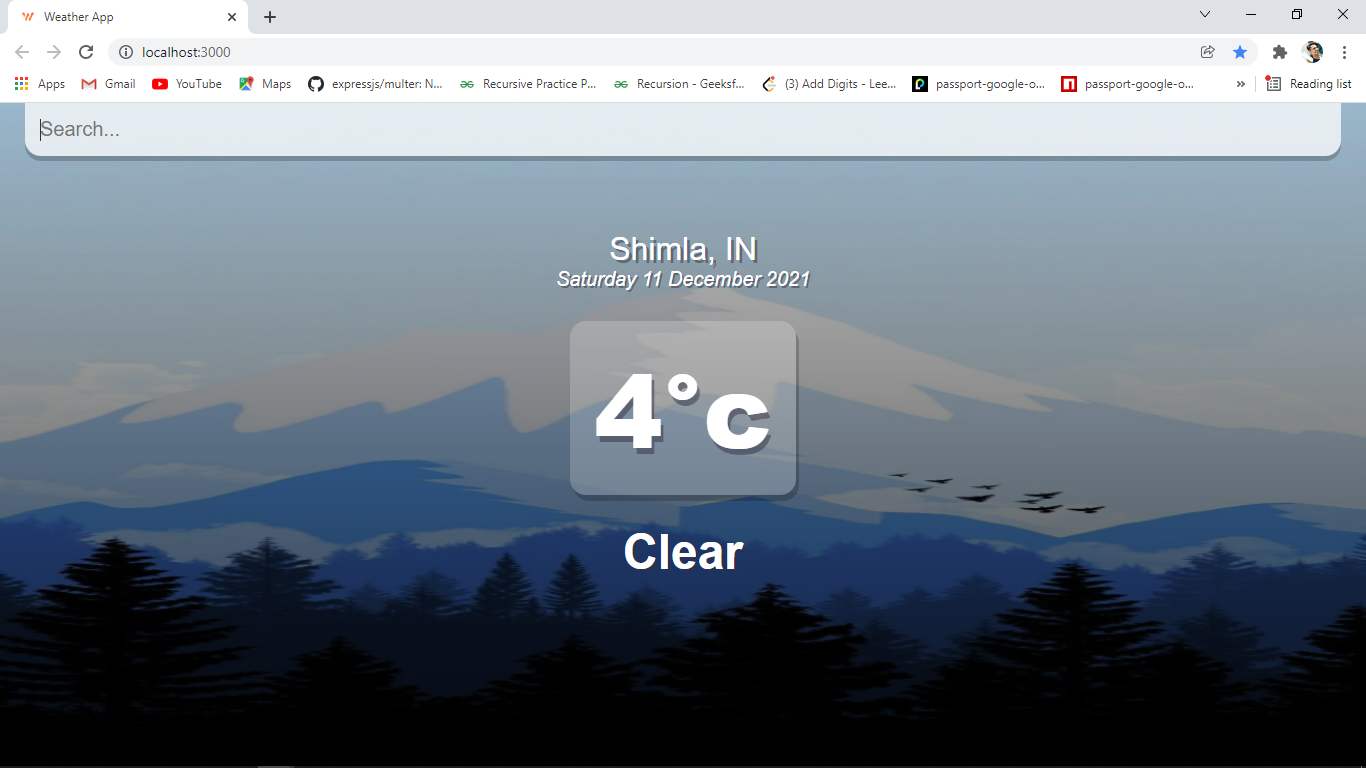 Weather App
localhost:3000
Apps Gmail YouTube Maps expressjs/multer: N... Recursive Practice P... Recursion - Geeksf... (3) Add Digits - Lee... passport-google-o... passport-google-o... » Reading list
Search...
Shimla, IN
Saturday 11 December 2021
4°c
Clear